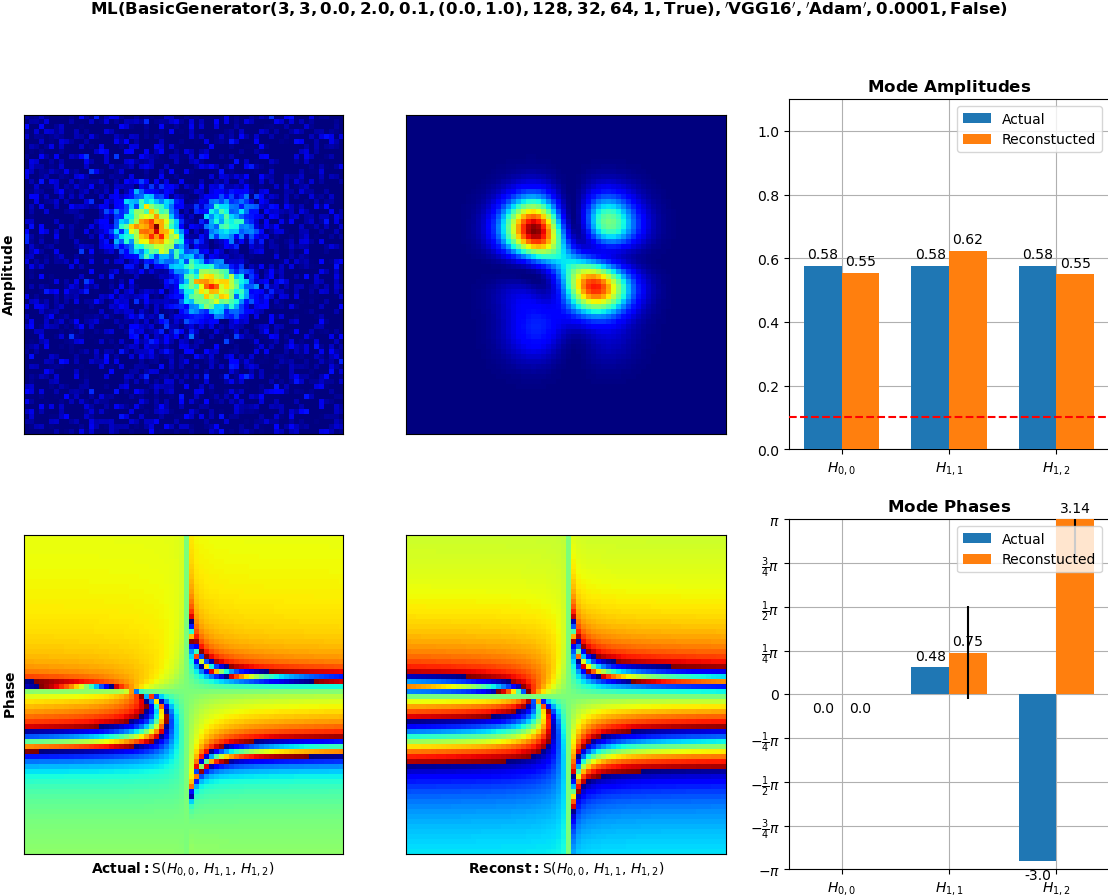 ML(BasicGenerator(3, 3, 0.0, 2.0, 0.1, (0.0, 1.0), 128, 32, 64, 1, True), ′VGG16′, ′Adam′, 0.0001, False)
Amplitude
Mode Amplitudes
Actual
Reconstucted
1.0
0.8
0.6
0.4
0.2
0.0
0.58
0.55
0.58
0.62
0.58
0.55
H0,0
H1,1
H1,2
Phase
Actual: S(H0,0, H1,1, H1,2)
Reconst: S(H0,0, H1,1, H1,2)
Mode Phases
3.14
Actual
Reconstucted
π
3/4π
1/2π
1/4π
0
−1/4π
−1/2π
−3/4π
−π
0.0
0.0
0.48
0.75
-3.0
H0,0
H1,1
H1,2